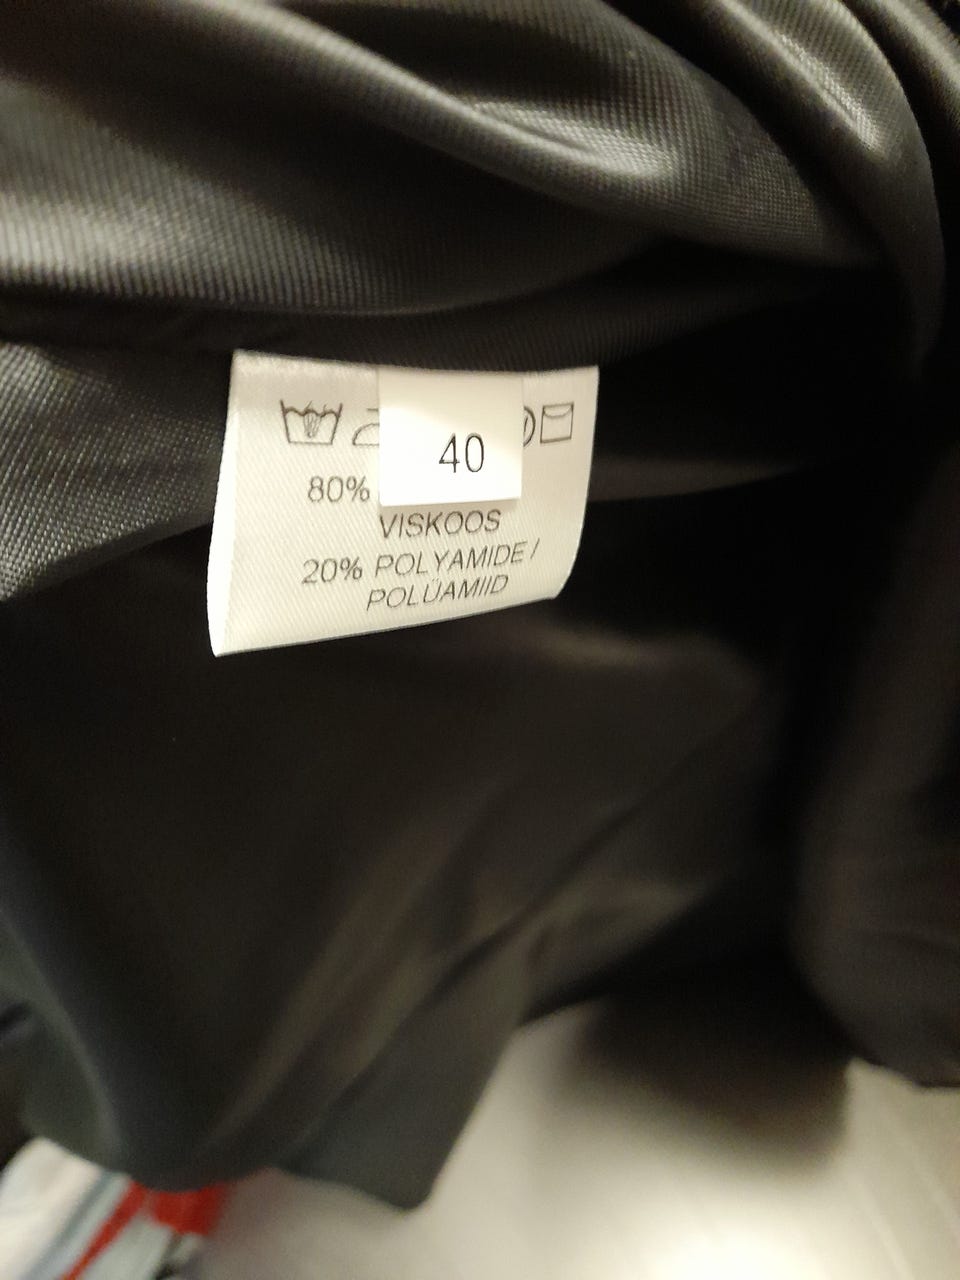 40
80%
VISKOOS
20% POLYAMIDE /
POLÜAMIID